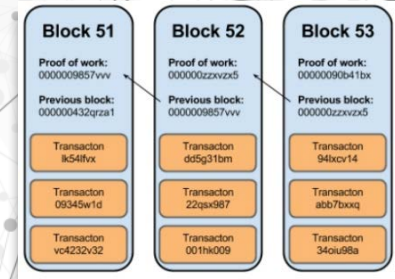 Block 51
Proof of work:
0000009857vvv
Previous block:
000000432qrza1
Transacton
lk54lfvx
Transacton
09345w1d
Transacton
vc4232v32
Block 52
Proof of work:
000000zzxvzx5
Previous block:
0000009857vvv
Transacton
dd5g31bm
Transacton
22qsx987
Transacton
001hk009
Block 53
Proof of work:
00000090b41bx
Previous block:
000000zzxvzx5
Transacton
94lxcv14
Transacton
abb7bxxq
Transacton
34oiu98a